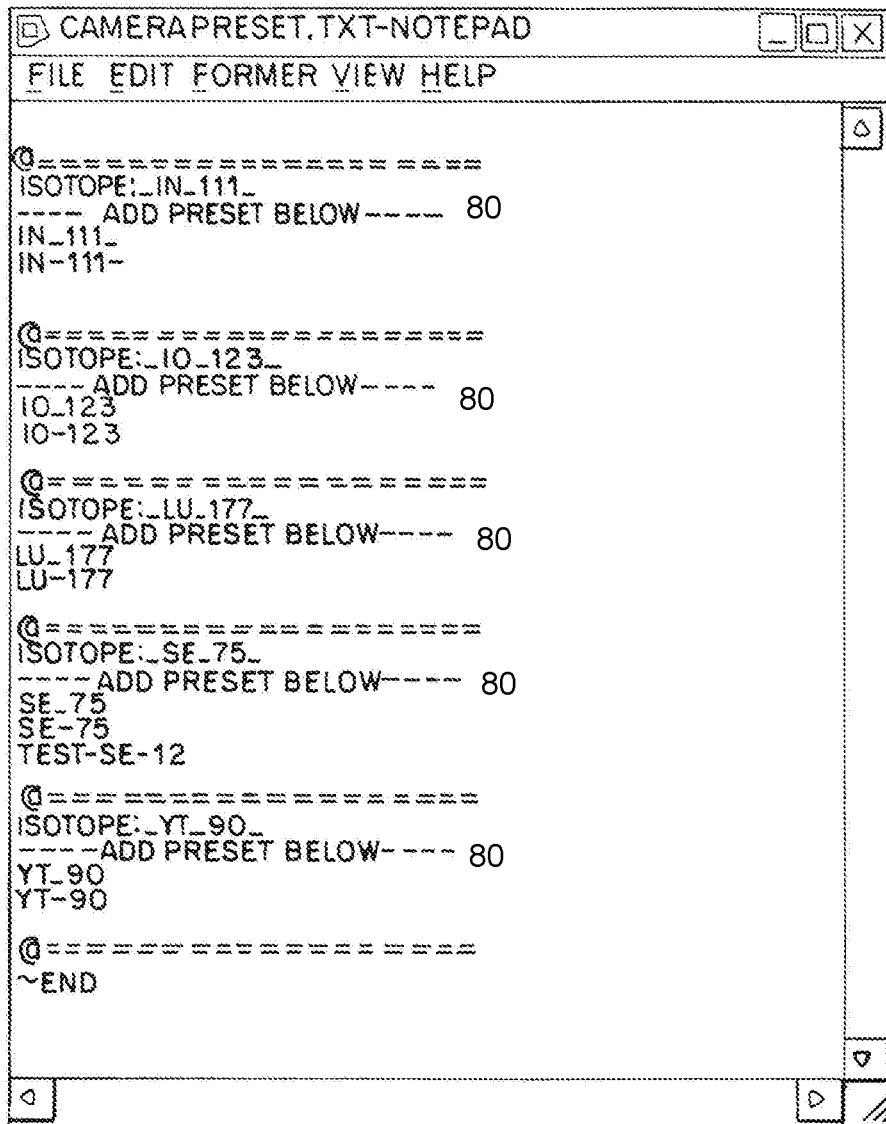 CAMERAPRESET.TXT-NOTEPAD
FILE EDIT FORMER VIEW HELP
@================ ====
ISOTOPE:_IN_111_
---- ADD PRESET BELOW---- 80
IN_111_
IN-111-
@====================
ISOTOPE:_IO_123_
----ADD PRESET BELOW---- 80
IO_123
IO-123
@====================
ISOTOPE:_LU_177_
----ADD PRESET BELOW---- 80
LU_177
LU-177
@====================
ISOTOPE:_SE_75_
----ADD PRESET BELOW---- 80
SE_75
SE-75
TEST-SE-12
@====================
ISOTOPE:_YT_90_
----ADD PRESET BELOW---- 80
YT_90
YT-90
@====================
~END